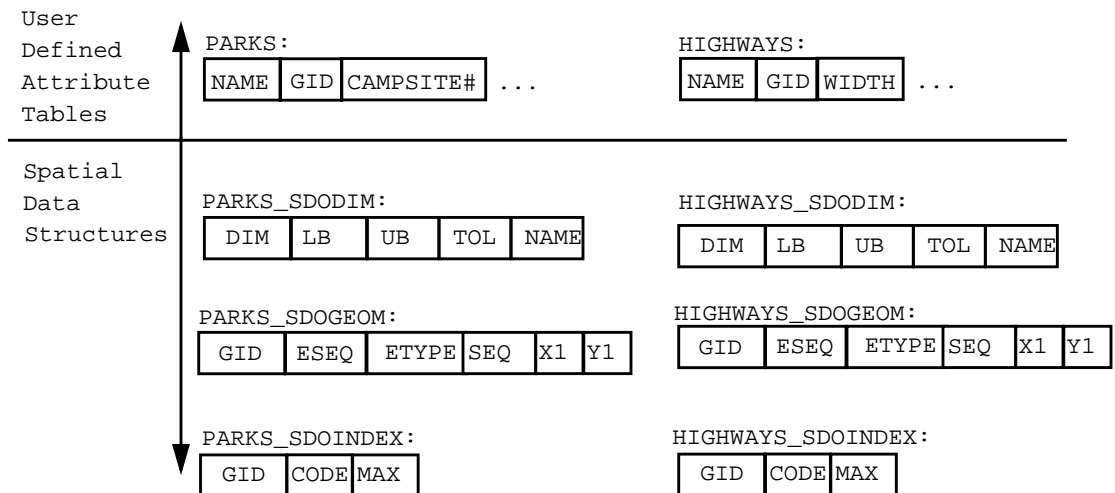 User
Defined
Attribute
Tables
PARKS:
NAME GID CAMPSITE# ...
HIGHWAYS:
NAME GID WIDTH ...
Spatial
Data
Structures
PARKS_SDODIM:
DIM LB UB TOL NAME
HIGHWAYS_SDODIM:
DIM LB UB TOL NAME
PARKS_SDOGEOM:
GID ESEQ ETYPE SEQ X1 Y1
HIGHWAYS_SDOGEOM:
GID ESEQ ETYPE SEQ X1 Y1
PARKS_SDOINDEX:
GID CODE MAX
HIGHWAYS_SDOINDEX:
GID CODE MAX